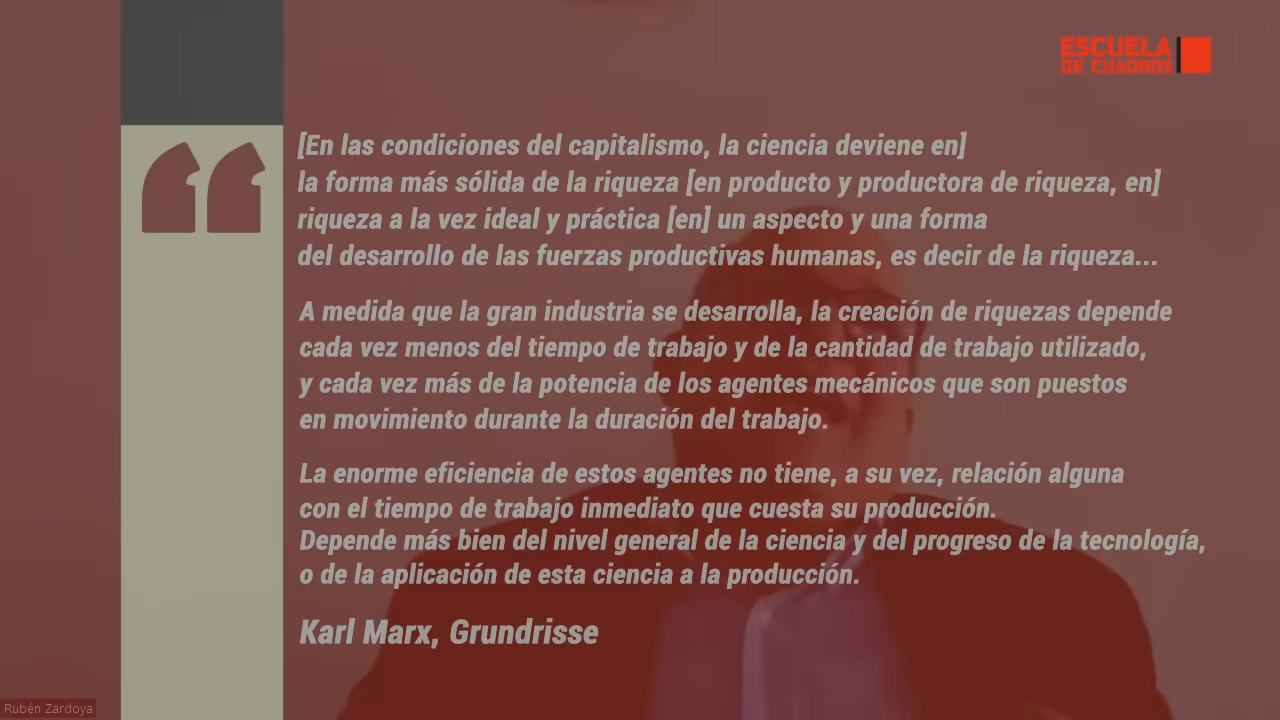 ESCUELA
DE CUADROS
[En las condiciones del capitalismo, la ciencia deviene en]
la forma más sólida de la riqueza [en producto y productora de riqueza, en]
riqueza a la vez ideal y práctica [en] un aspecto y una forma
del desarrollo de las fuerzas productivas humanas, es decir de la riqueza...
A medida que la gran industria se desarrolla, la creación de riquezas depende
cada vez menos del tiempo de trabajo y de la cantidad de trabajo utilizado,
y cada vez más de la potencia de los agentes mecánicos que son puestos
en movimiento durante la duración del trabajo.
La enorme eficiencia de estos agentes no tiene, a su vez, relación alguna
con el tiempo de trabajo inmediato que cuesta su producción.
Depende más bien del nivel general de la ciencia y del progreso de la tecnología,
o de la aplicación de esta ciencia a la producción.
Karl Marx, Grundrisse
Rubén Zardoya